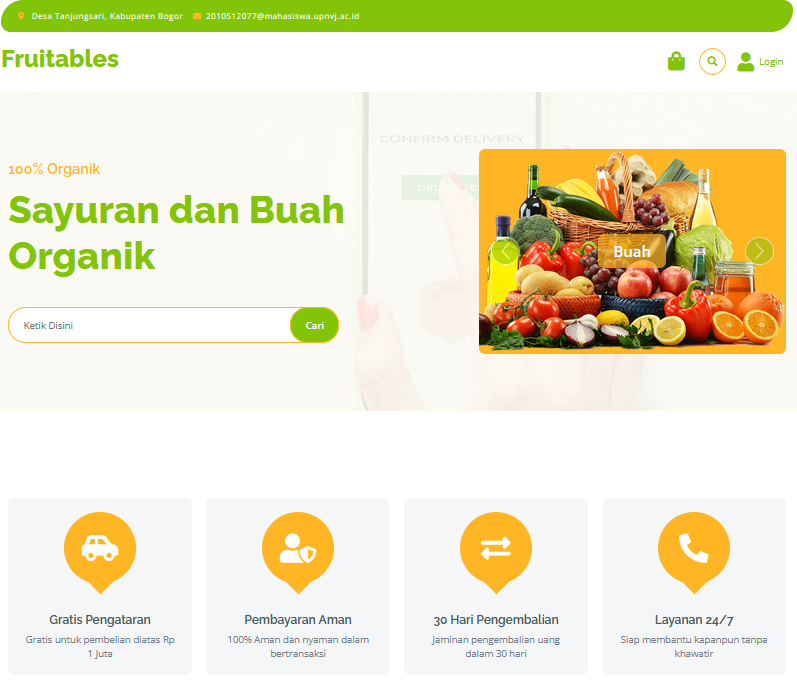 Desa Tanjungsari, Kabupaten Bogor 2010512077@mahasiswa.upnvj.ac.id
Fruitables
Login
CONFIRM DELIVERY
100% Organik
Sayuran dan Buah
Organik
Buah
Ketik Disini
Cari
Gratis Pengataran
Gratis untuk pembelian diatas Rp
1 Juta
Pembayaran Aman
100% Aman dan nyaman dalam
bertransaksi
30 Hari Pengembalian
Jaminan pengembalian uang
dalam 30 hari
Layanan 24/7
Siap membantu kapanpun tanpa
khawatir